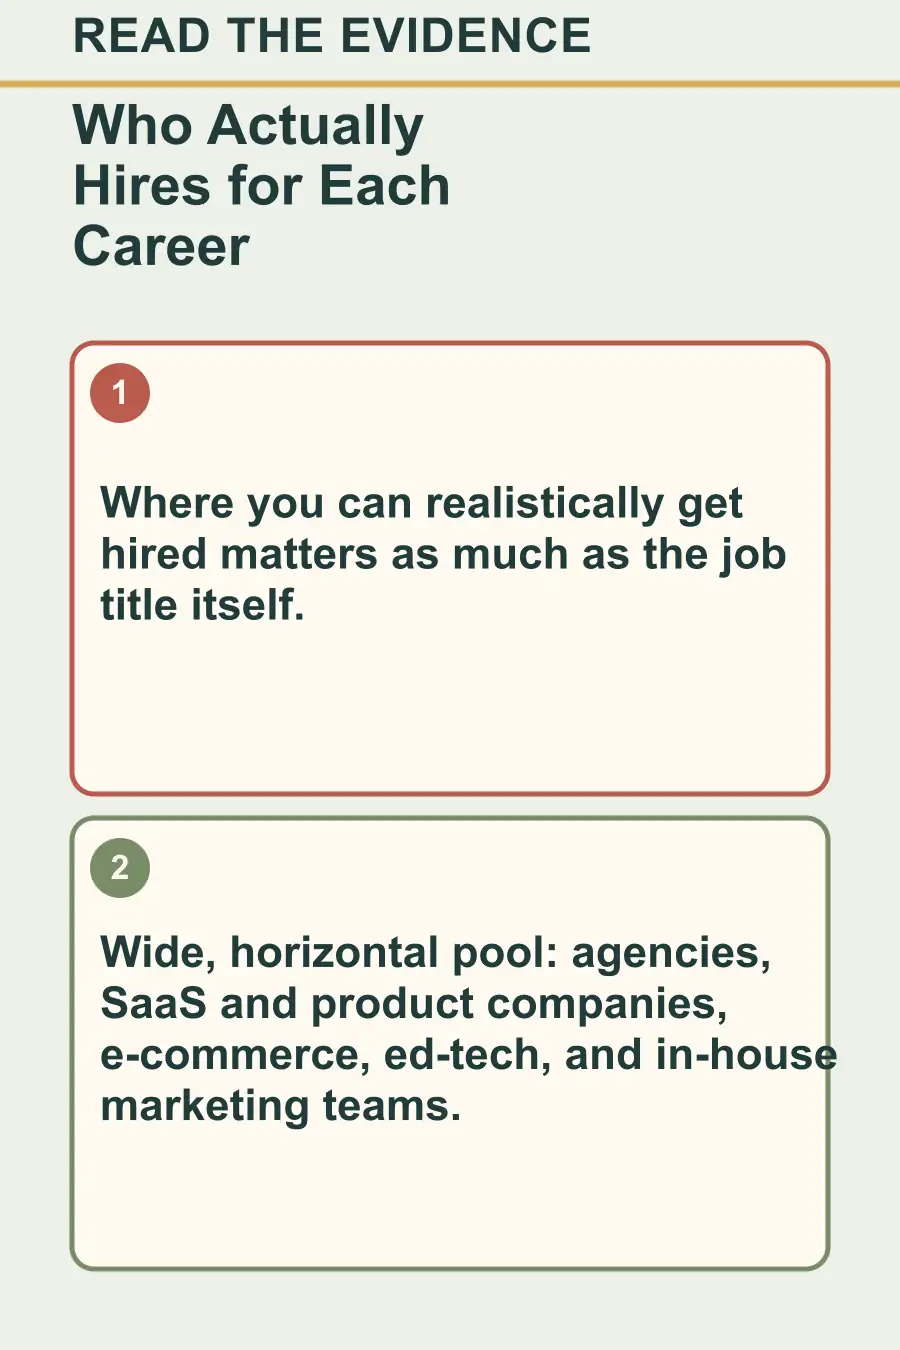 READ THE EVIDENCE
Who Actually
Hires for Each
Career
1
Where you can realistically get
hired matters as much as the job
title itself.
2
Wide, horizontal pool: agencies,
SaaS and product companies,
e-commerce, ed-tech, and in-house
marketing teams.